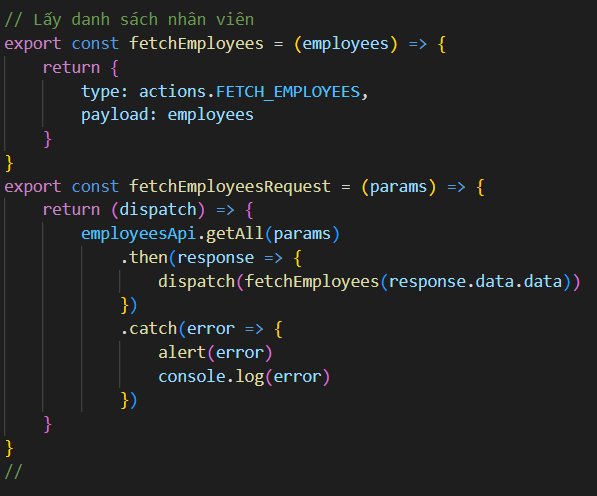 // Lấy danh sách nhân viên
export const fetchEmployees = (employees) => {
    return {
        type: actions.FETCH_EMPLOYEES,
        payload: employees
    }
}
export const fetchEmployeesRequest = (params) => {
    return (dispatch) => {
        employeesApi.getAll(params)
            .then(response => {
                dispatch(fetchEmployees(response.data.data))
            })
            .catch(error => {
                alert(error)
                console.log(error)
            })
    }
}
//